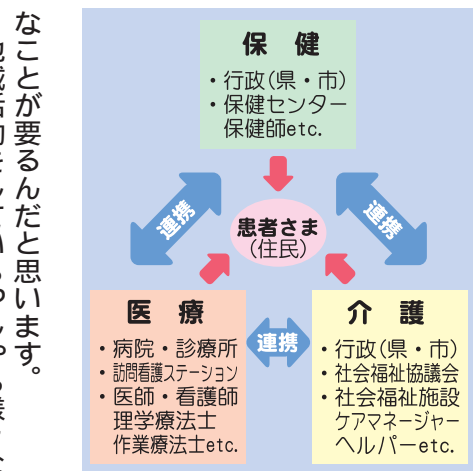 なことが要るんだと思います。
保健
・行政(県・市)
・保健センター
保健師etc.
連携
連携
患者さま
(住民)
医療
・病院・診療所
・訪問看護ステーション
・医師・看護師
理学療法士
作業療法士etc.
連携
介護
・行政(県・市)
・社会福祉協議会
・社会福祉施設
ケアマネージャー
ヘルパーetc.